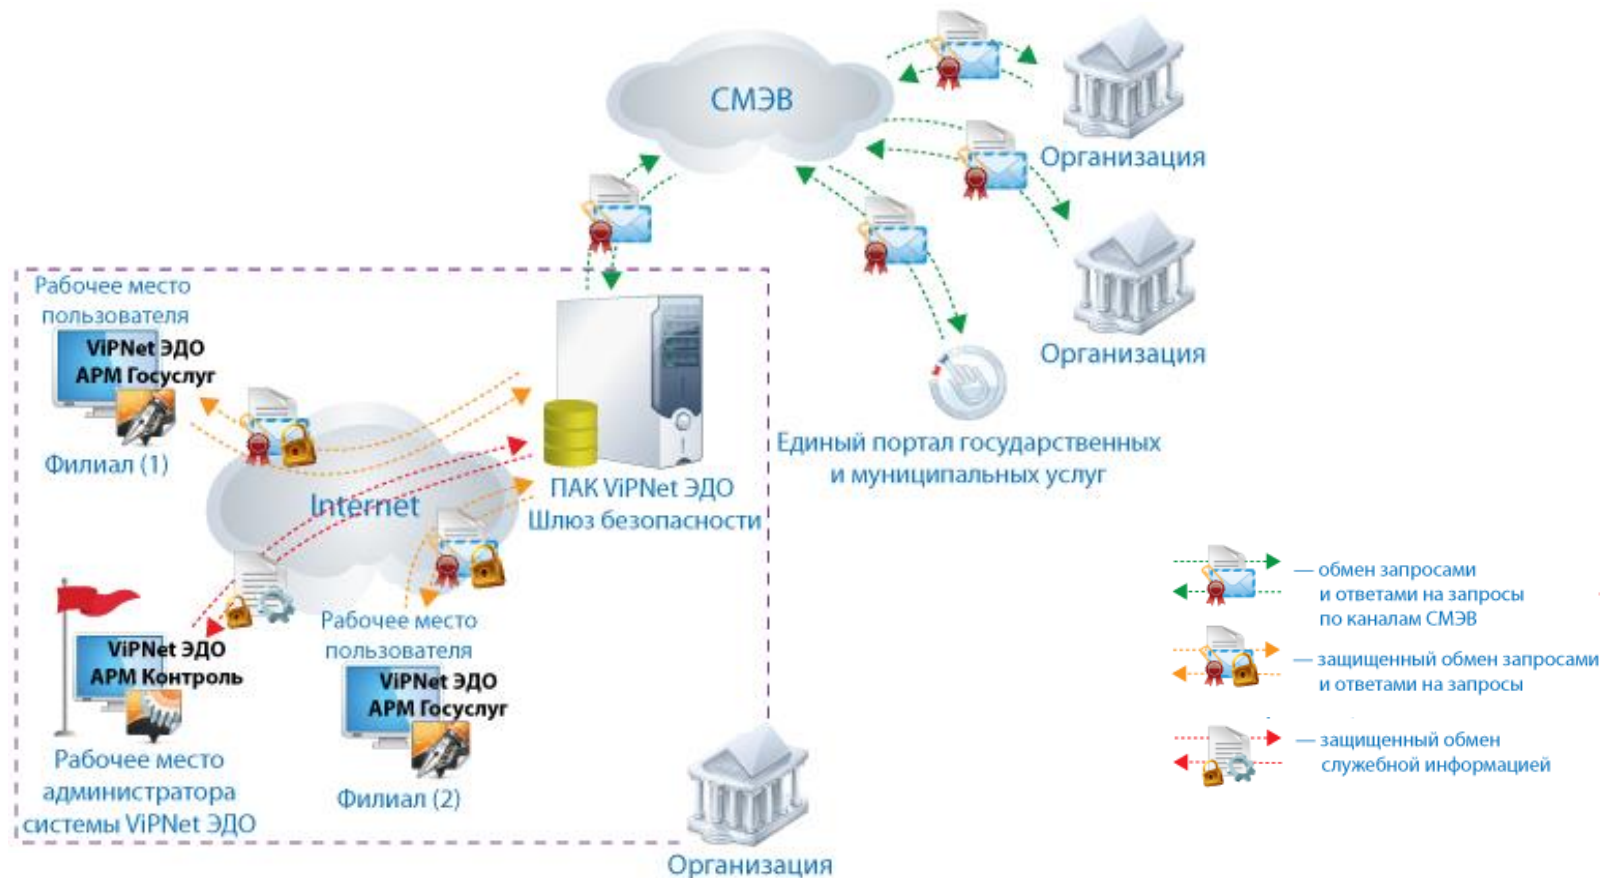 СМЭВ
Организация
Организация
Единый портал государственных
и муниципальных услуг
Рабочее место
пользователя
ViPNet ЭДО
АРМ Госуслуг
Филиал (1)
Internet
ПАК ViPNet ЭДО
Шлюз безопасности
ViPNet ЭДО
АРМ Контроль
Рабочее место
администратора
системы ViPNet ЭДО
Рабочее место
пользователя
ViPNet ЭДО
АРМ Госуслуг
Филиал (2)
Организация
— обмен запросами
и ответами на запросы
по каналам СМЭВ
— защищенный обмен запросами
и ответами на запросы
— защищенный обмен
служебной информацией